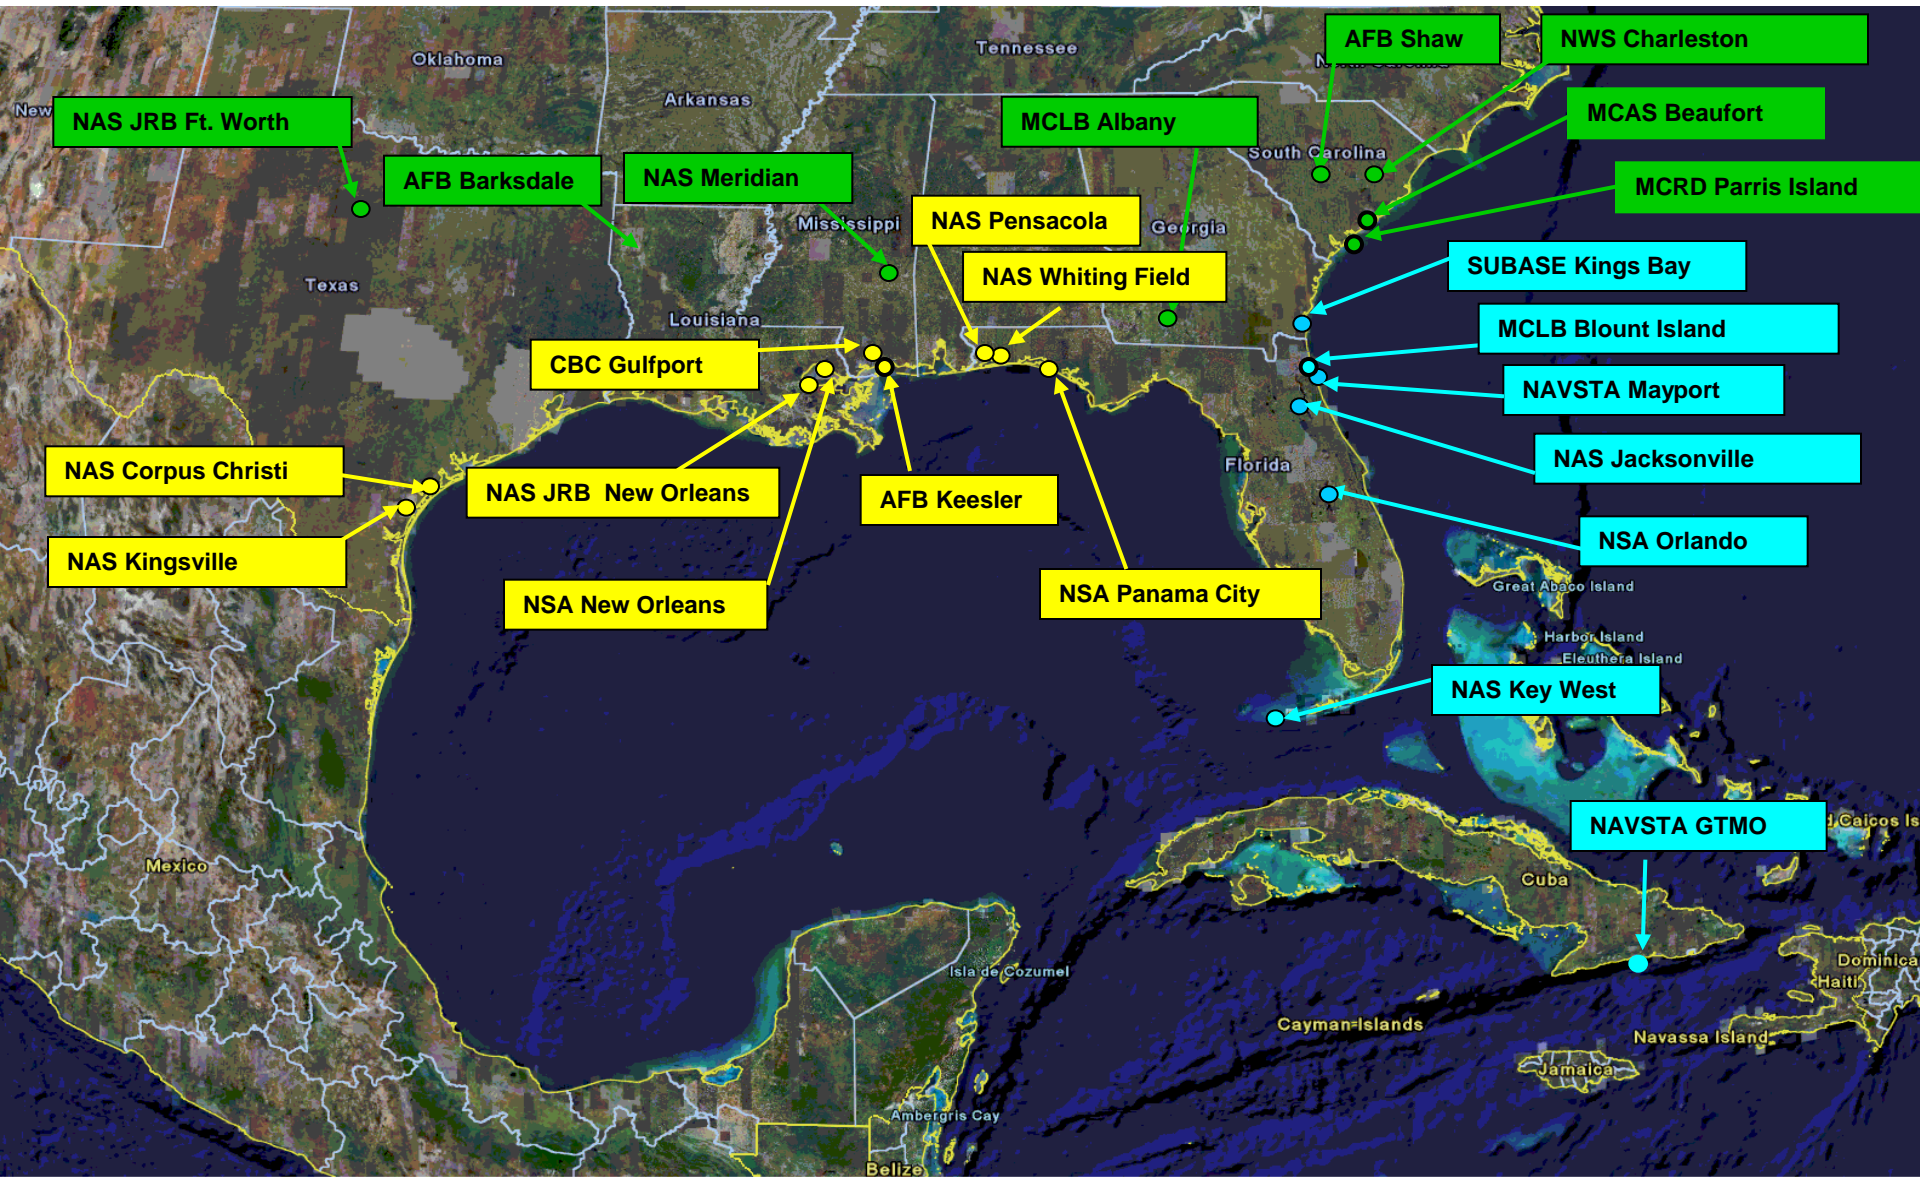 AFB Shaw
NWS Charleston
Tennessee
Oklahoma
Arkansas
New
NAS JRB Ft. Worth
MCLB Albany
MCAS Beaufort
South Carolina
AFB Barksdale
NAS Meridian
MCRD Parris Island
NAS Pensacola
Mississippi
Georgia
SUBASE Kings Bay
NAS Whiting Field
Texas
Louisiana
MCLB Blount Island
CBC Gulfport
NAVSTA Mayport
NAS Jacksonville
Florida
NAS Corpus Christi
NAS JRB New Orleans
AFB Keesler
NSA Orlando
NAS Kingsville
Great Abaco Island
NSA New Orleans
NSA Panama City
Harbor Island
Eleuthera Island
NAS Key West
NAVSTA GTMO
Caicos Is
Mexico
Cuba
Isla de Cozumel
Dominica
Haiti
Cayman Islands
Navassa Island
Jamaica
Ambergris Cay
Belize